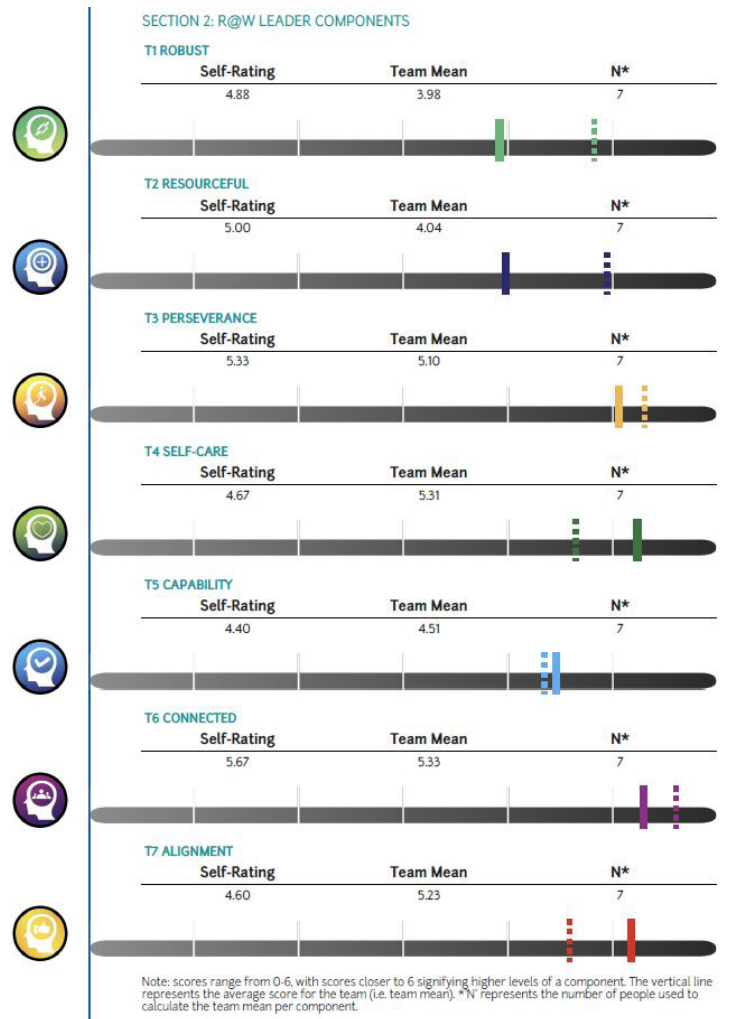 SECTION 2: R@W LEADER COMPONENTS
T1 ROBUST
Self-Rating Team Mean N*
4.88 3.98 7
T2 RESOURCEFUL
Self-Rating Team Mean N*
5.00 4.04 7
T3 PERSEVERANCE
Self-Rating Team Mean N*
5.33 5.10 7
T4 SELF-CARE
Self-Rating Team Mean N*
4.67 5.31 7
T5 CAPABILITY
Self-Rating Team Mean N*
4.40 4.51 7
T6 CONNECTED
Self-Rating Team Mean N*
5.67 5.33 7
T7 ALIGNMENT
Self-Rating Team Mean N*
4.60 5.23 7
Note: scores range from 0-6, with scores closer to 6 signifying higher levels of a component. The vertical line
represents the average score for the team (i.e. team mean). *'N' represents the number of people used to
calculate the team mean per component.